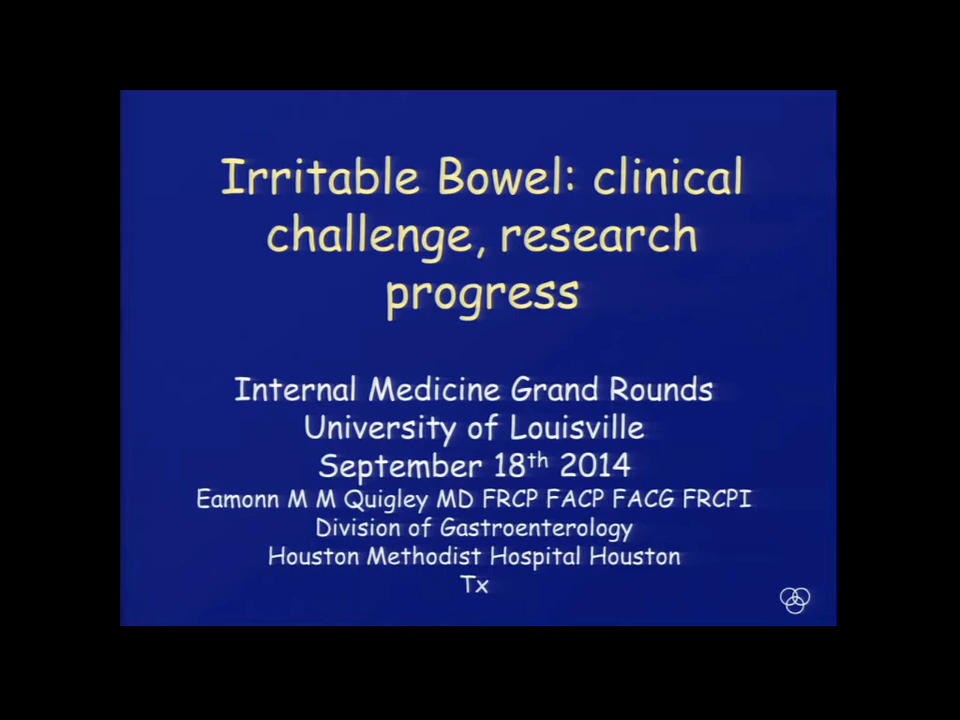 Irritable Bowel: clinical
challenge, research
progress
Internal Medicine Grand Rounds
University of Louisville
September 18th 2014
Eamonn M M Quigley MD FRCP FACP FACG FRCPI
Division of Gastroenterology
Houston Methodist Hospital Houston
Tx